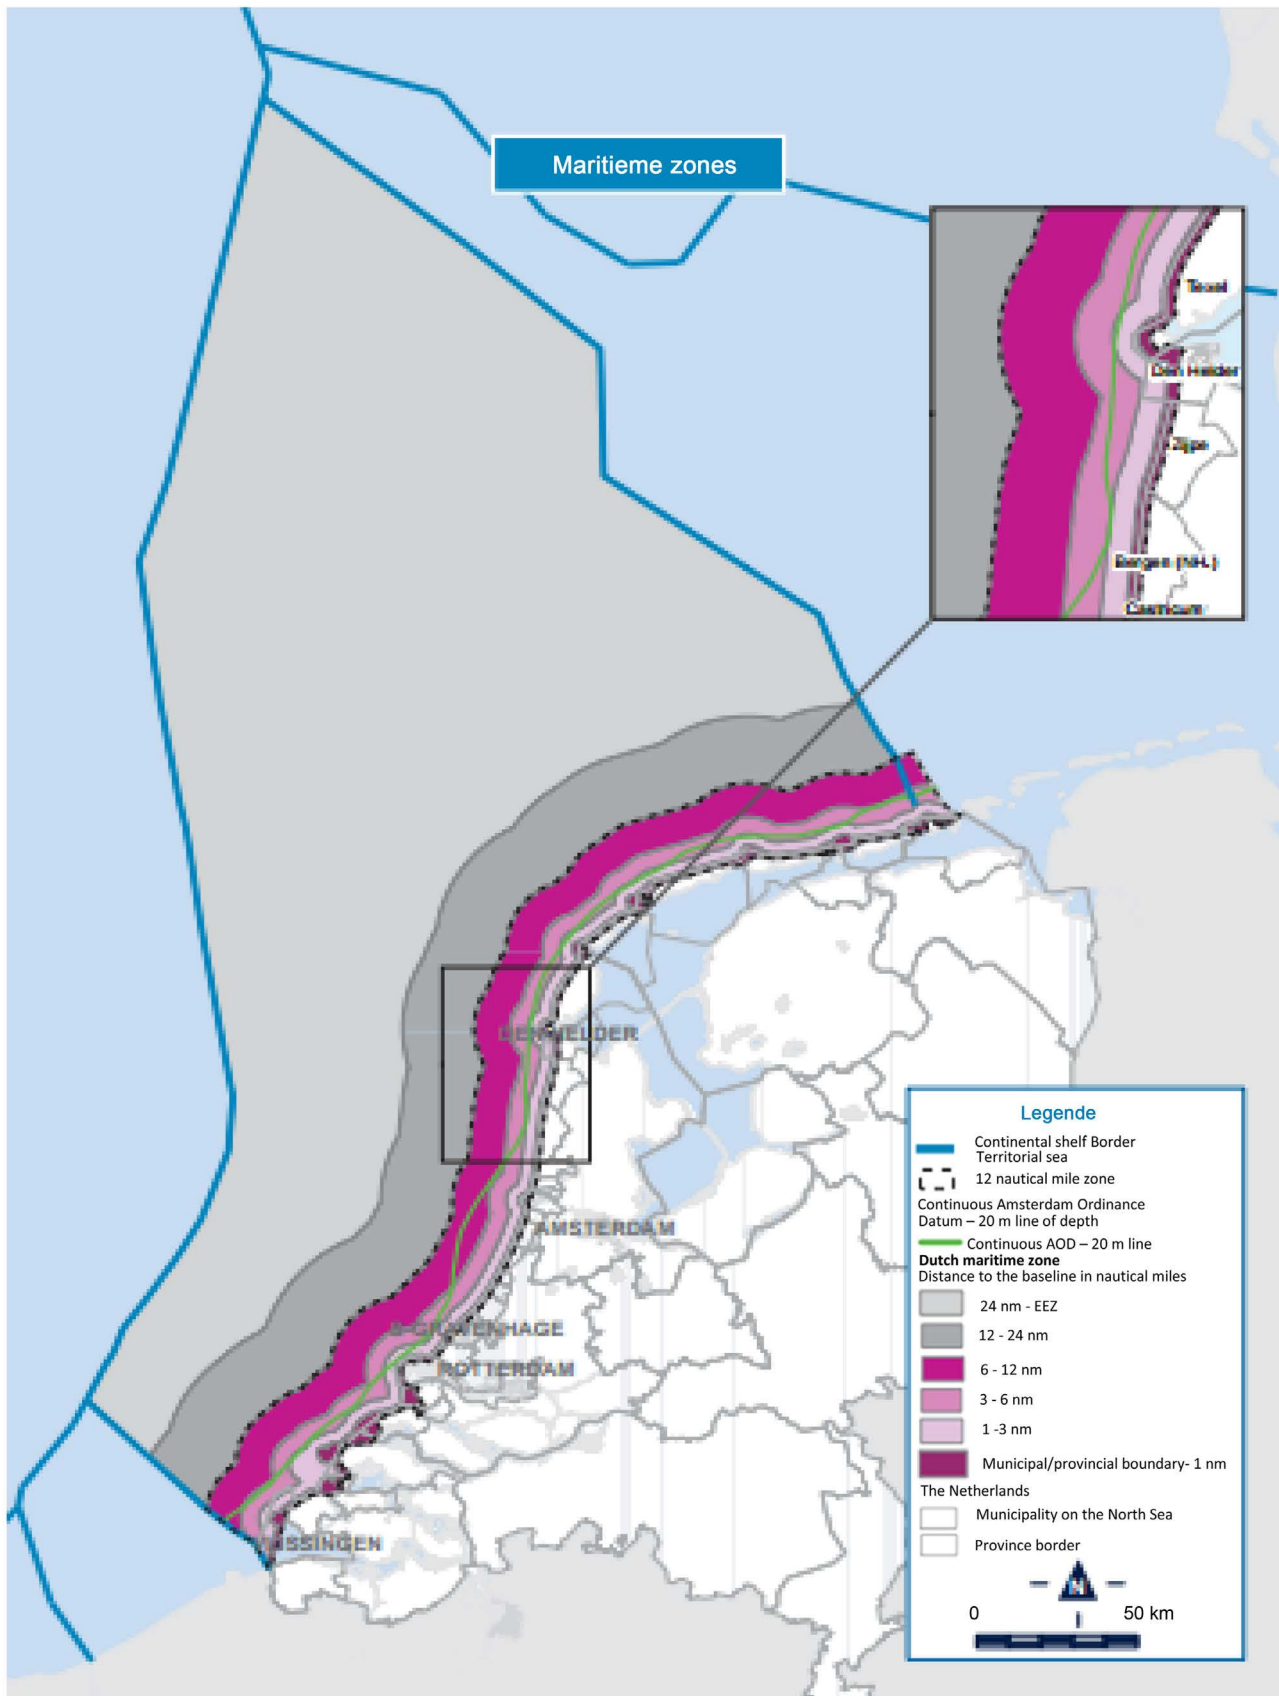 Maritieme zones
Texel
Den Helder
Zijpe
Bergen (NH.)
Castricum
DEN HELDER
AMSTERDAM
S-GRAVENHAGE
ROTTERDAM
VLISSINGEN
Legende
Continental shelf Border
Territorial sea
12 nautical mile zone
Continuous Amsterdam Ordinance
Datum – 20 m line of depth
Continuous AOD – 20 m line
Dutch maritime zone
Distance to the baseline in nautical miles
24 nm - EEZ
12 - 24 nm
6 - 12 nm
3 - 6 nm
1 -3 nm
Municipal/provincial boundary- 1 nm
The Netherlands
Municipality on the North Sea
Province border
N
0 50 km